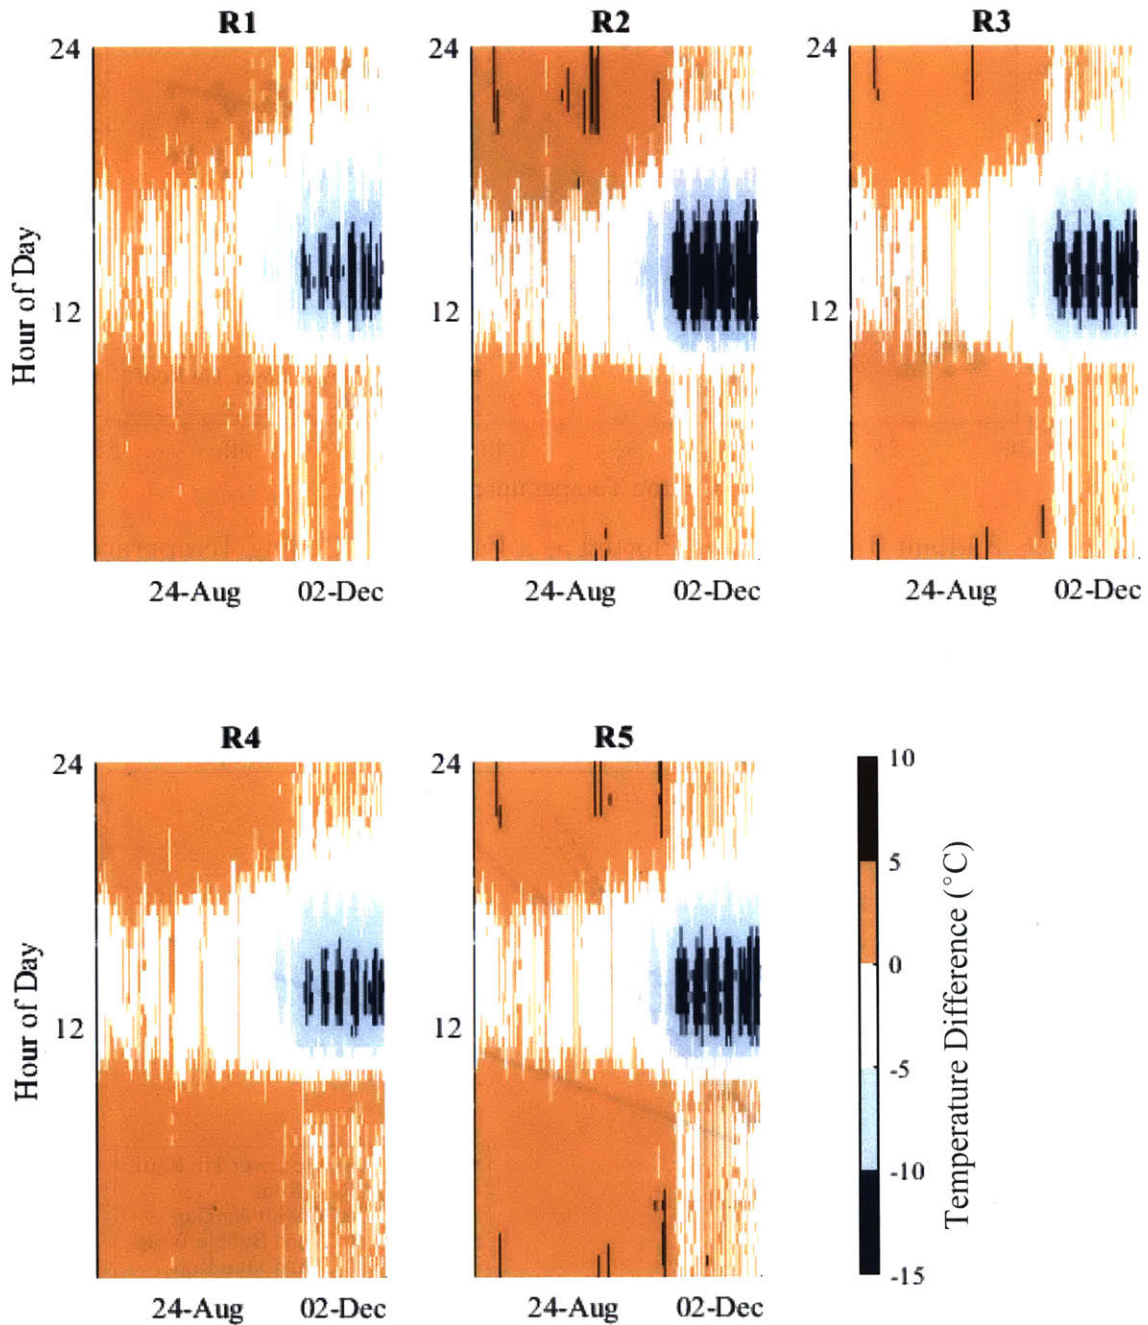 R1 R2 R3
24 24 24
Hour of Day
12 12 12
24-Aug 02-Dec 24-Aug 02-Dec 24-Aug 02-Dec
R4 R5
24 24
10
5
0
-5
-10
-15
Temperature Difference (°C)
Hour of Day
12 12
24-Aug 02-Dec 24-Aug 02-Dec